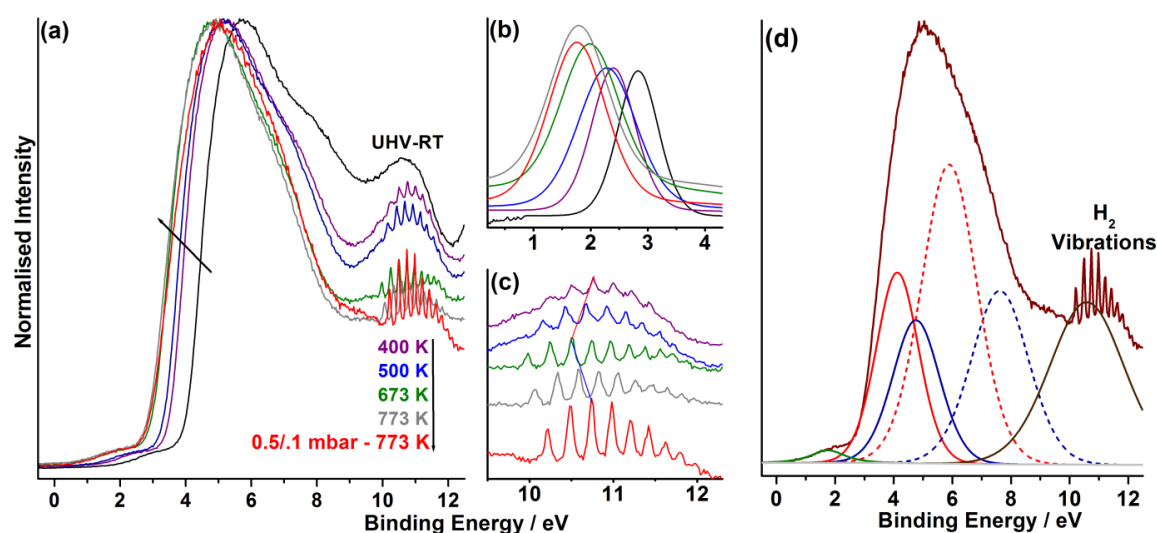 (a)
UHV-RT
400 K
500 K
673 K
773 K
0.5/.1 mbar - 773 K
0 2 4 6 8 10 12
Normalised Intensity
(b)
1 2 3 4
(c)
10 11 12
Binding Energy / eV
(d)
H2
Vibrations
0 2 4 6 8 10 12
Binding Energy / eV